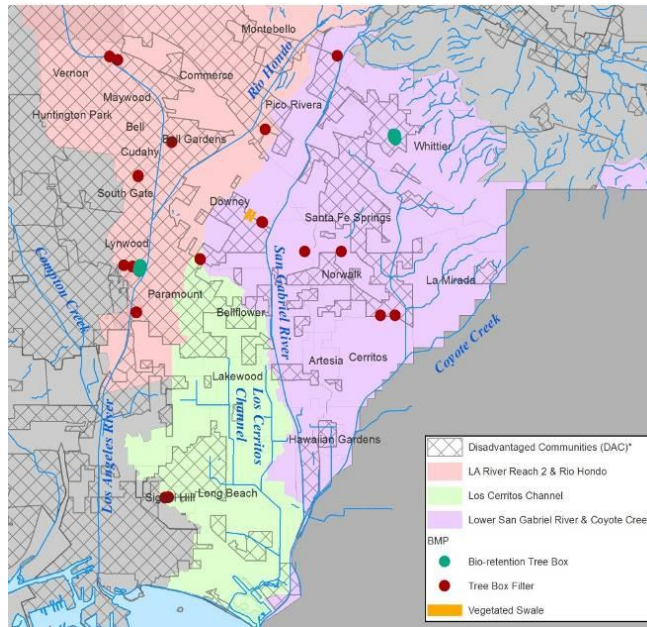 Montebello
Rio Hondo
Vernon
Commerce
Maywood
Pico Rivera
Huntington Park
Bell
Bell Gardens
Whittier
Cudahy
South Gate
Downey
Santa Fe Springs
Lynwood
Compton Creek
San Gabriel River
Norwalk
La Mirada
Paramount
Bellflower
Coyote Creek
Artesia
Cerritos
Lakewood
Los Cerritos
Channel
Los Angeles River
Hawaiian Gardens
Signal Hill
Long Beach
Disadvantaged Communities (DAC)*
LA River Reach 2 & Rio Hondo
Los Cerritos Channel
Lower San Gabriel River & Coyote Cree
BMP
Bio-retention Tree Box
Tree Box Filter
Vegetated Swale